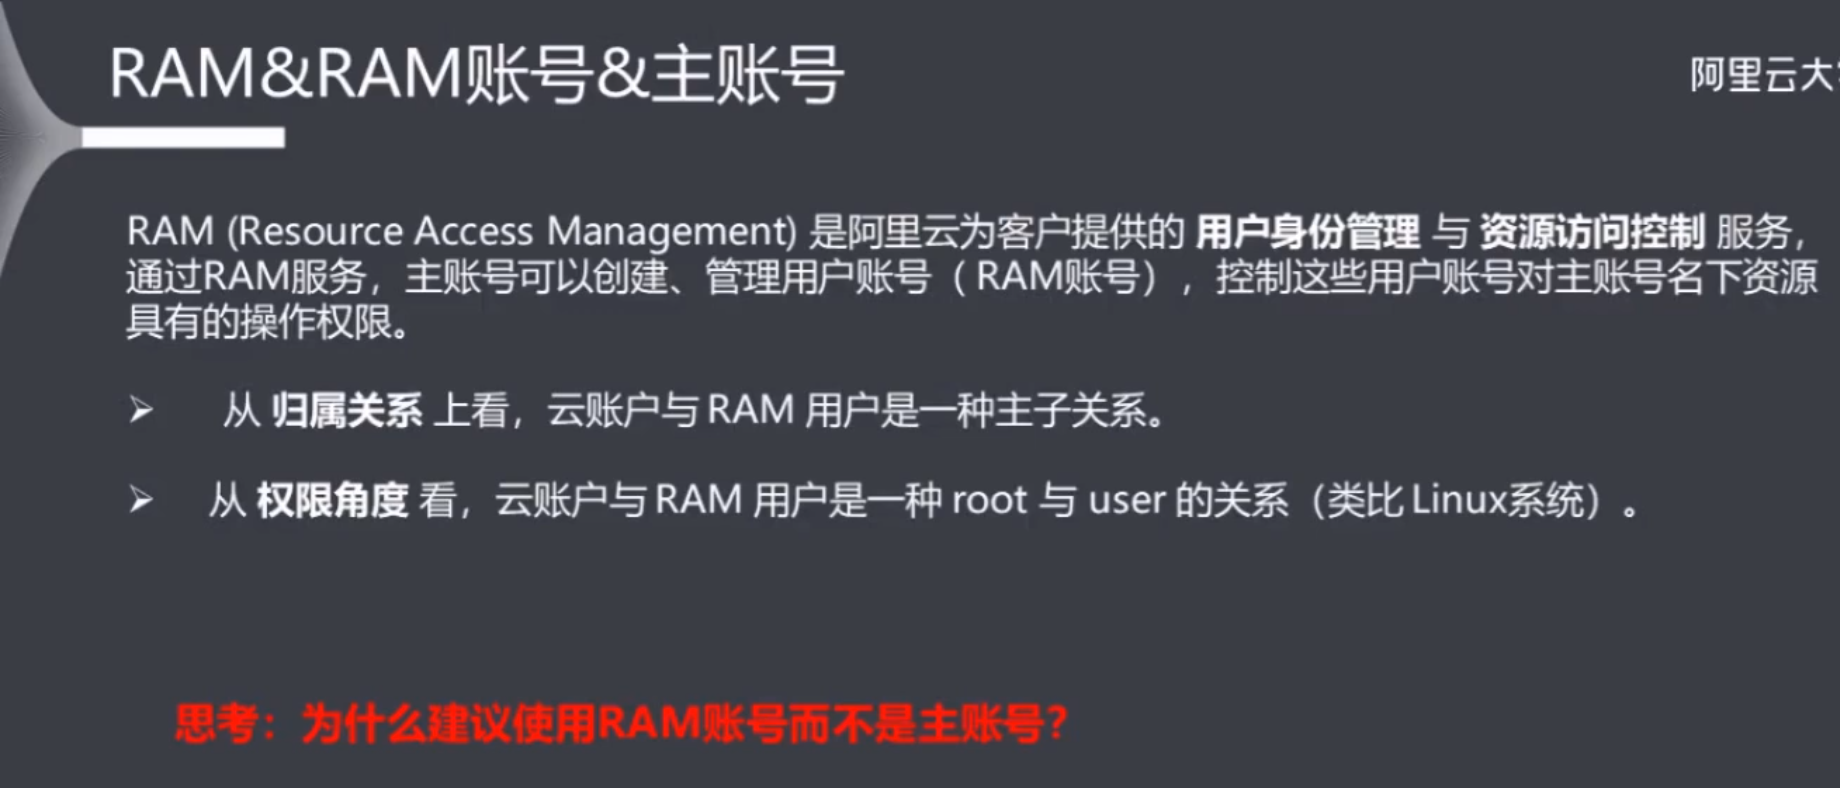 RAM&RAM账号&主账号
阿里云大
RAM (Resource Access Management) 是阿里云为客户提供的 用户身份管理 与 资源访问控制 服务，
通过RAM服务，主账号可以创建、管理用户账号（ RAM账号），控制这些用户账号对主账号名下资源
具有的操作权限。
➢ 从 归属关系 上看，云账户与 RAM 用户是一种主子关系。
➢ 从 权限角度 看，云账户与 RAM 用户是一种 root 与 user 的关系（类比 Linux系统）。
思考：为什么建议使用RAM账号而不是主账号？